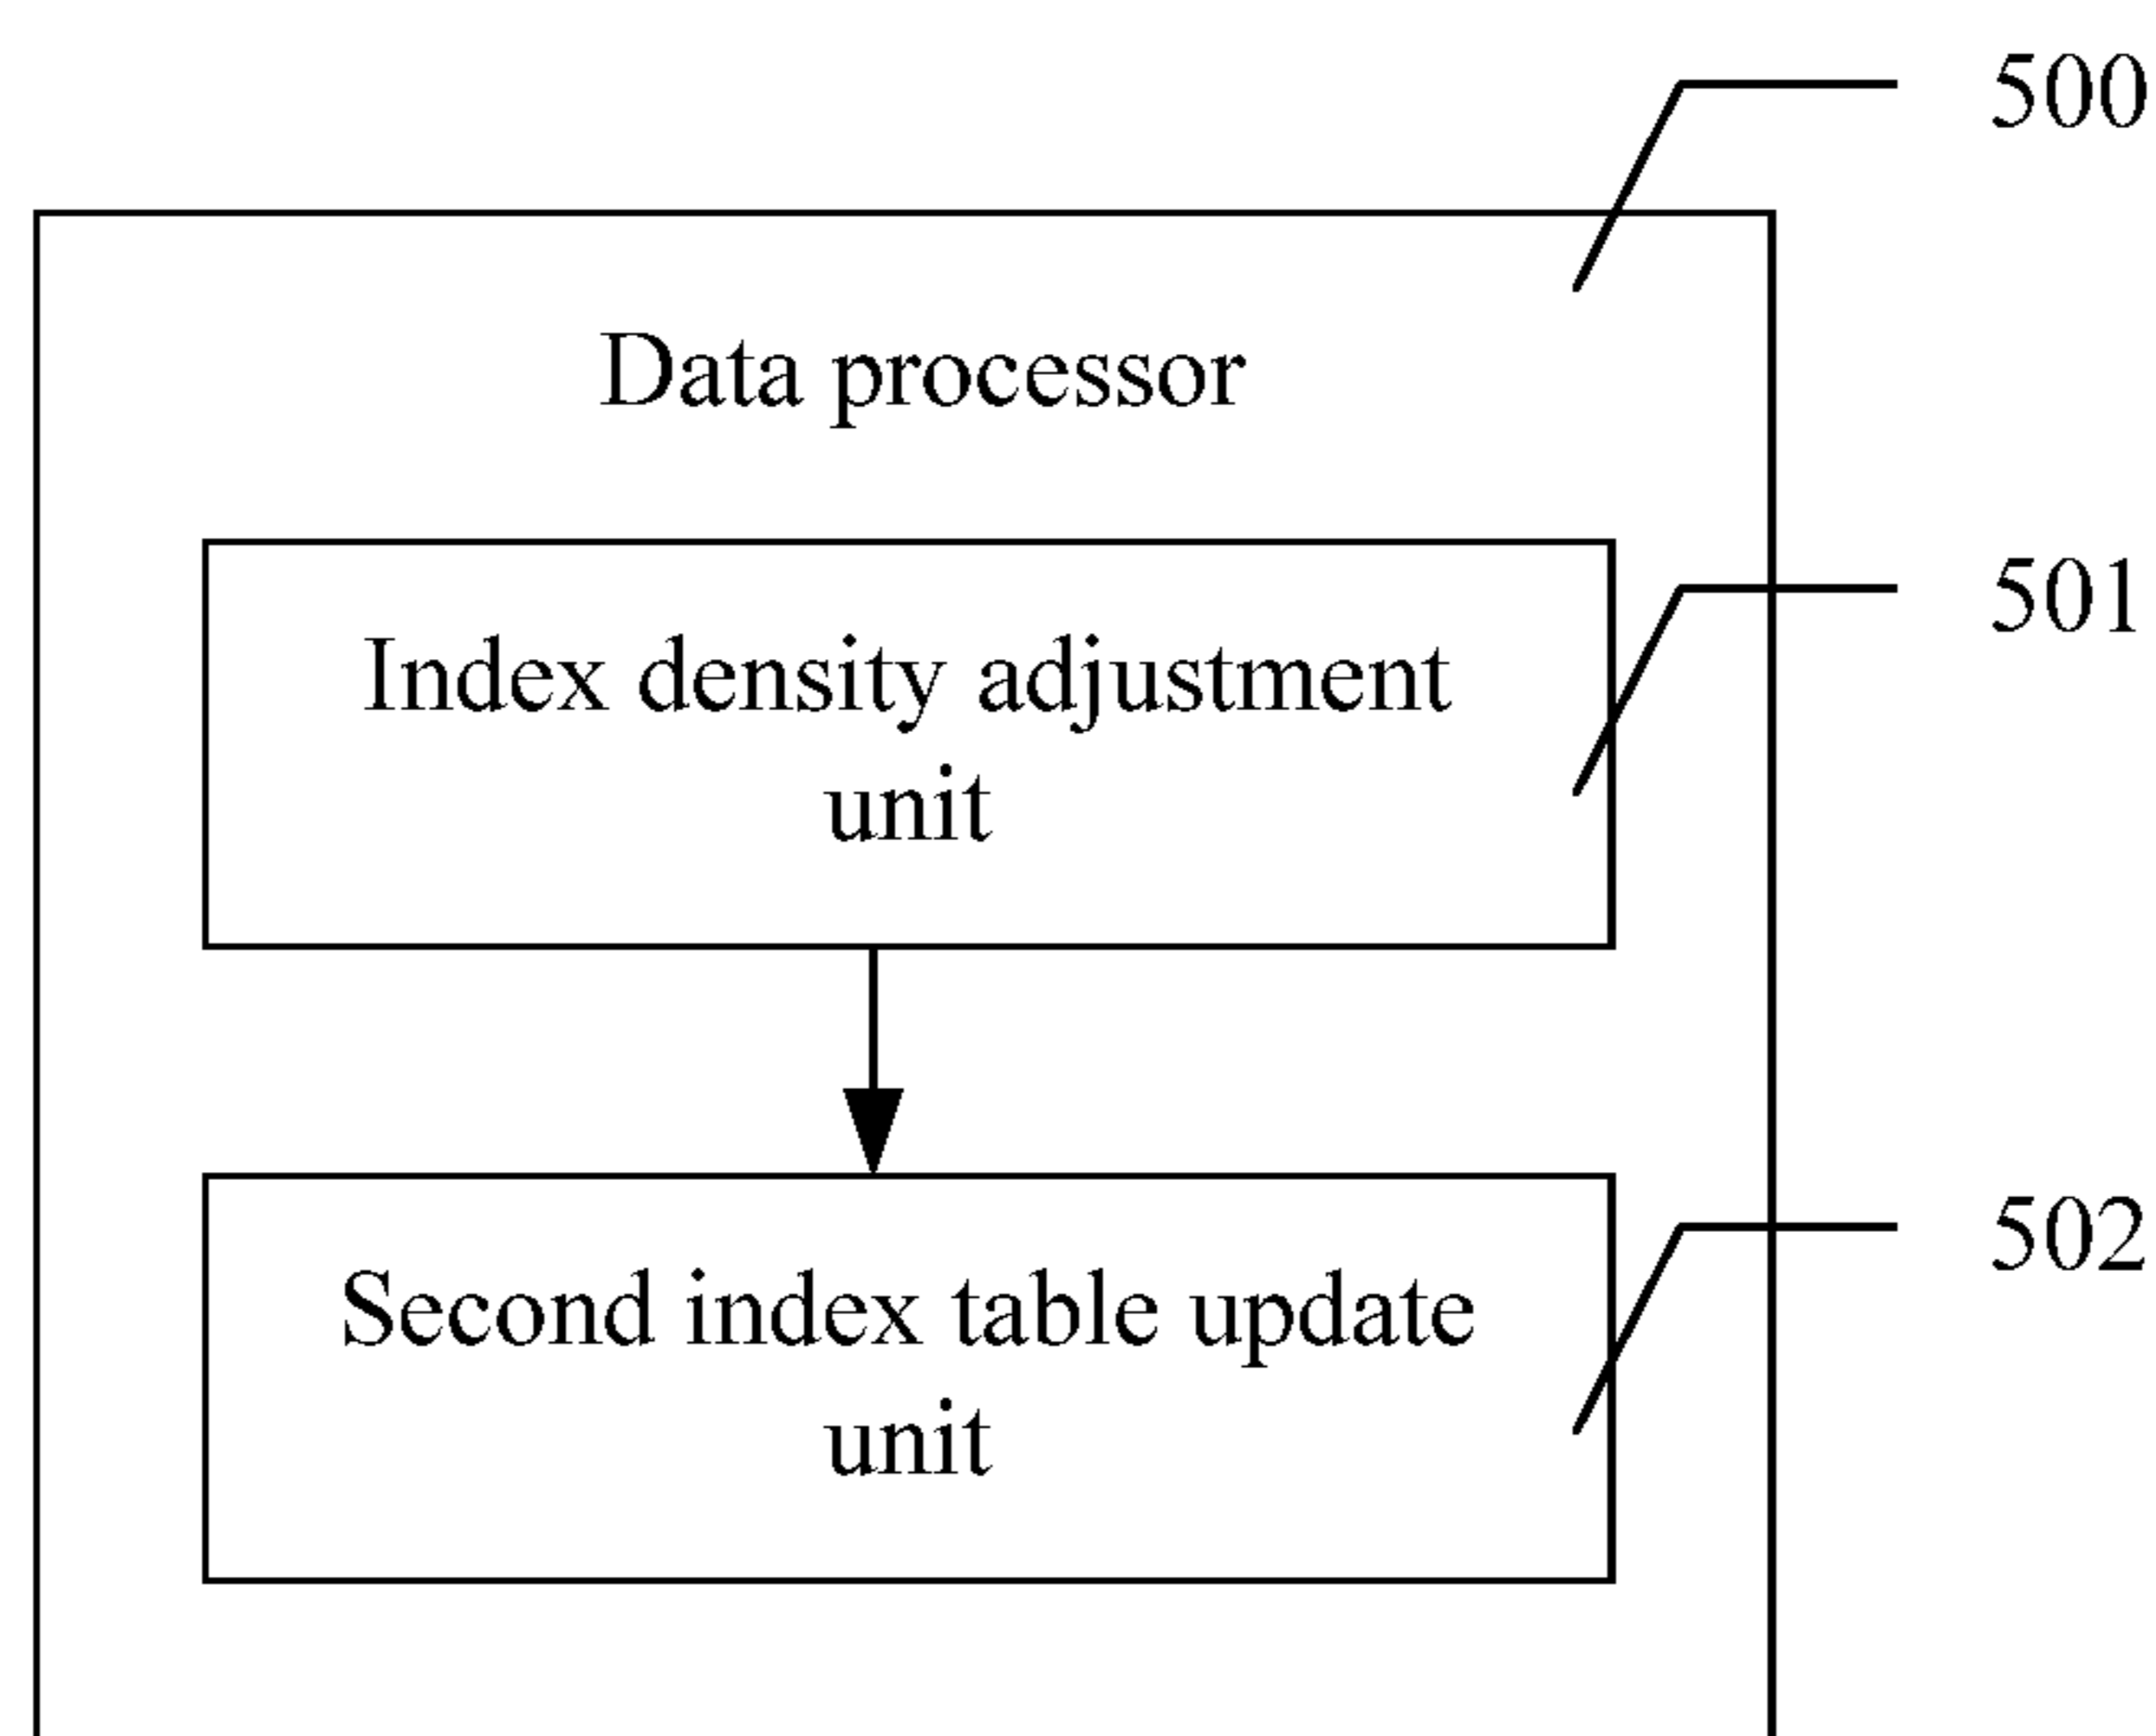 500
Data processor
501
Index density adjustment
unit
502
Second index table update
unit